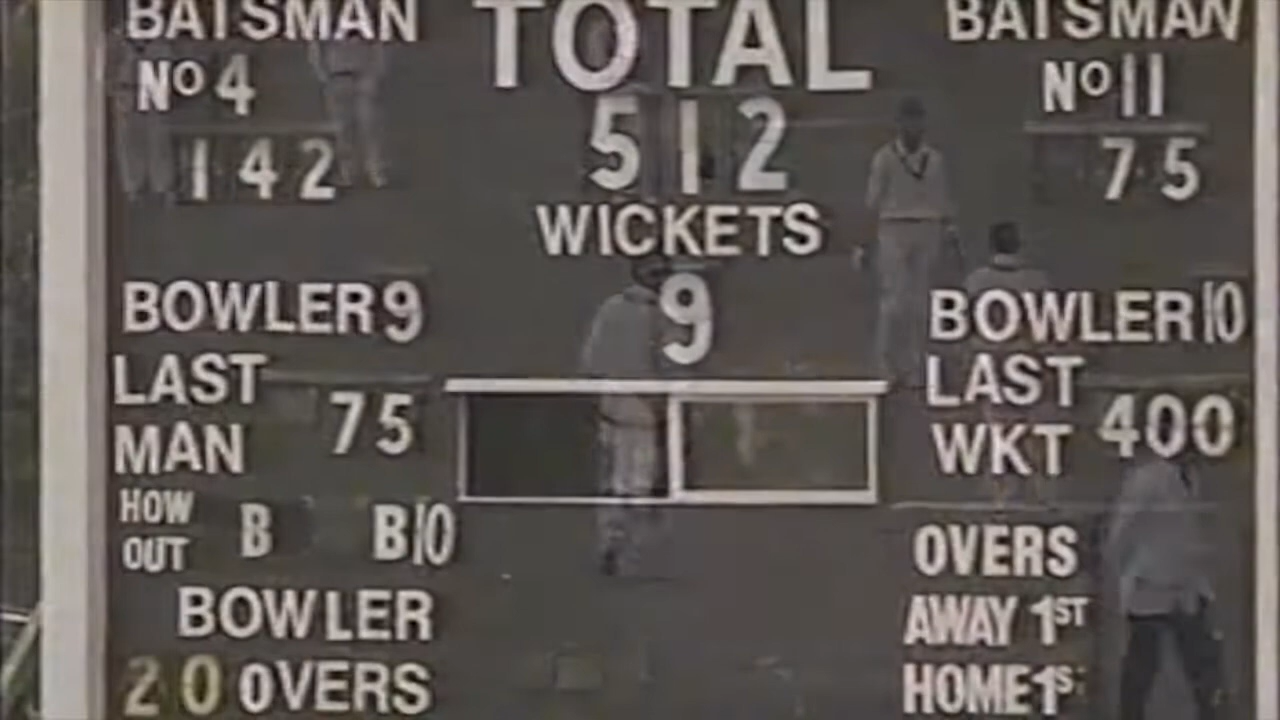 BATSMAN TOTAL BATSMAN
No 4 No 11
142 512 75
WICKETS
9
BOWLER 9 BOWLER 10
LAST MAN 75 LAST WKT 400
HOW OUT B B10 OVERS
BOWLER AWAY 1ST
20 OVERS HOME 1S